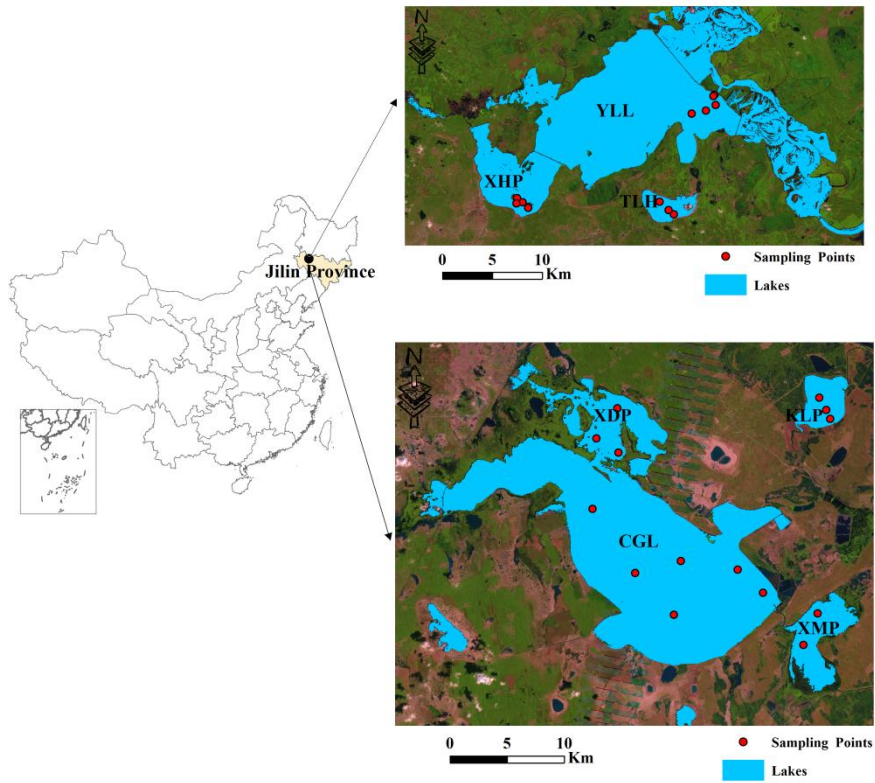 N
YLL
XHP
TLH
0 5 10
Km
Sampling Points
Lakes
Jilin Province
N
XDP
KLP
CGL
XMP
0 5 10
Km
Sampling Points
Lakes